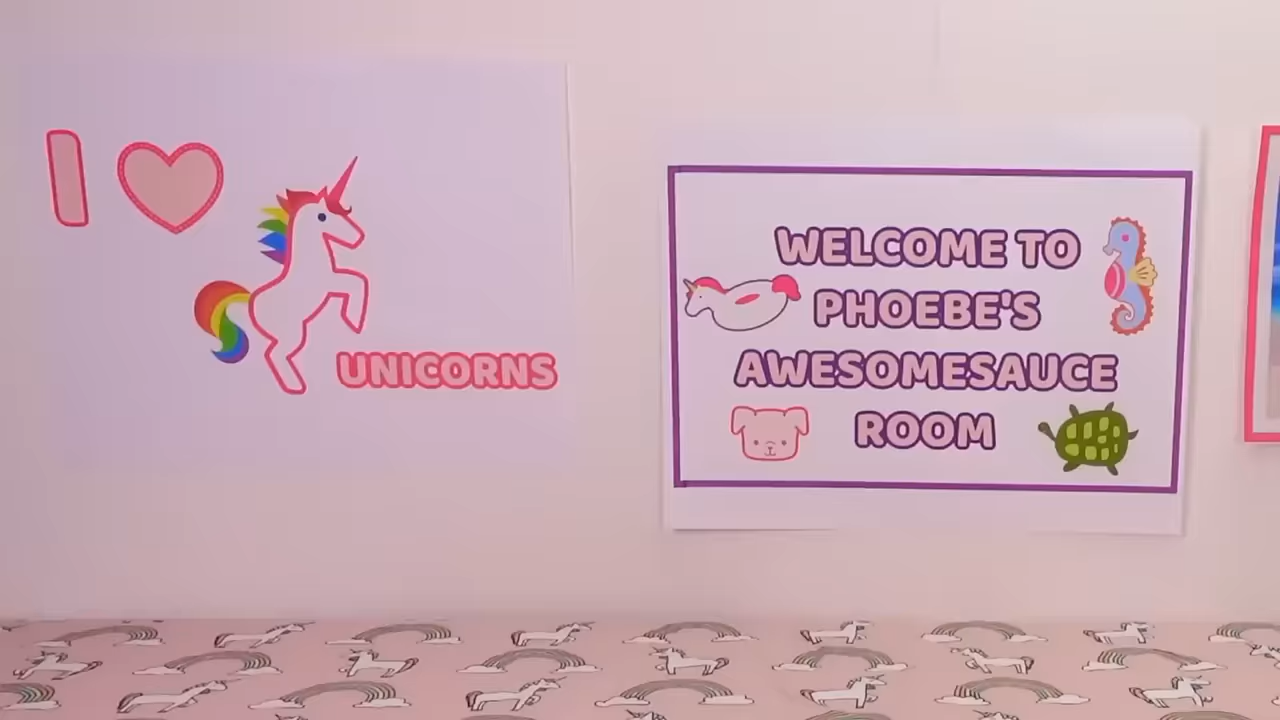 I
UNICORNS
WELCOME TO
PHOEBE'S
AWESOMESAUCE
ROOM